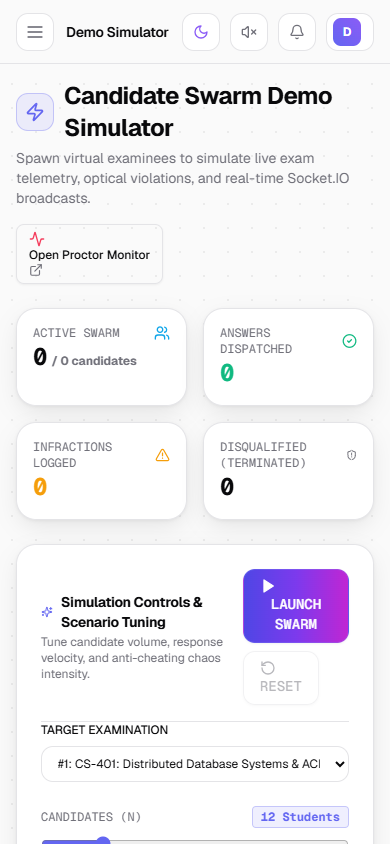 Demo Simulator
D
Candidate Swarm Demo
Simulator
Spawn virtual examinees to simulate live exam
telemetry, optical violations, and real-time Socket.IO
broadcasts.
Open Proctor Monitor
ACTIVE SWARM
0 / 0 candidates
ANSWERS
DISPATCHED
0
INFRACTIONS
LOGGED
0
DISQUALIFIED
(TERMINATED)
0
Simulation Controls &
Scenario Tuning
Tune candidate volume, response
velocity, and anti-cheating chaos
intensity.
LAUNCH
SWARM
RESET
TARGET EXAMINATION
#1: CS-401: Distributed Database Systems & ACI
CANDIDATES (N)
12 Students